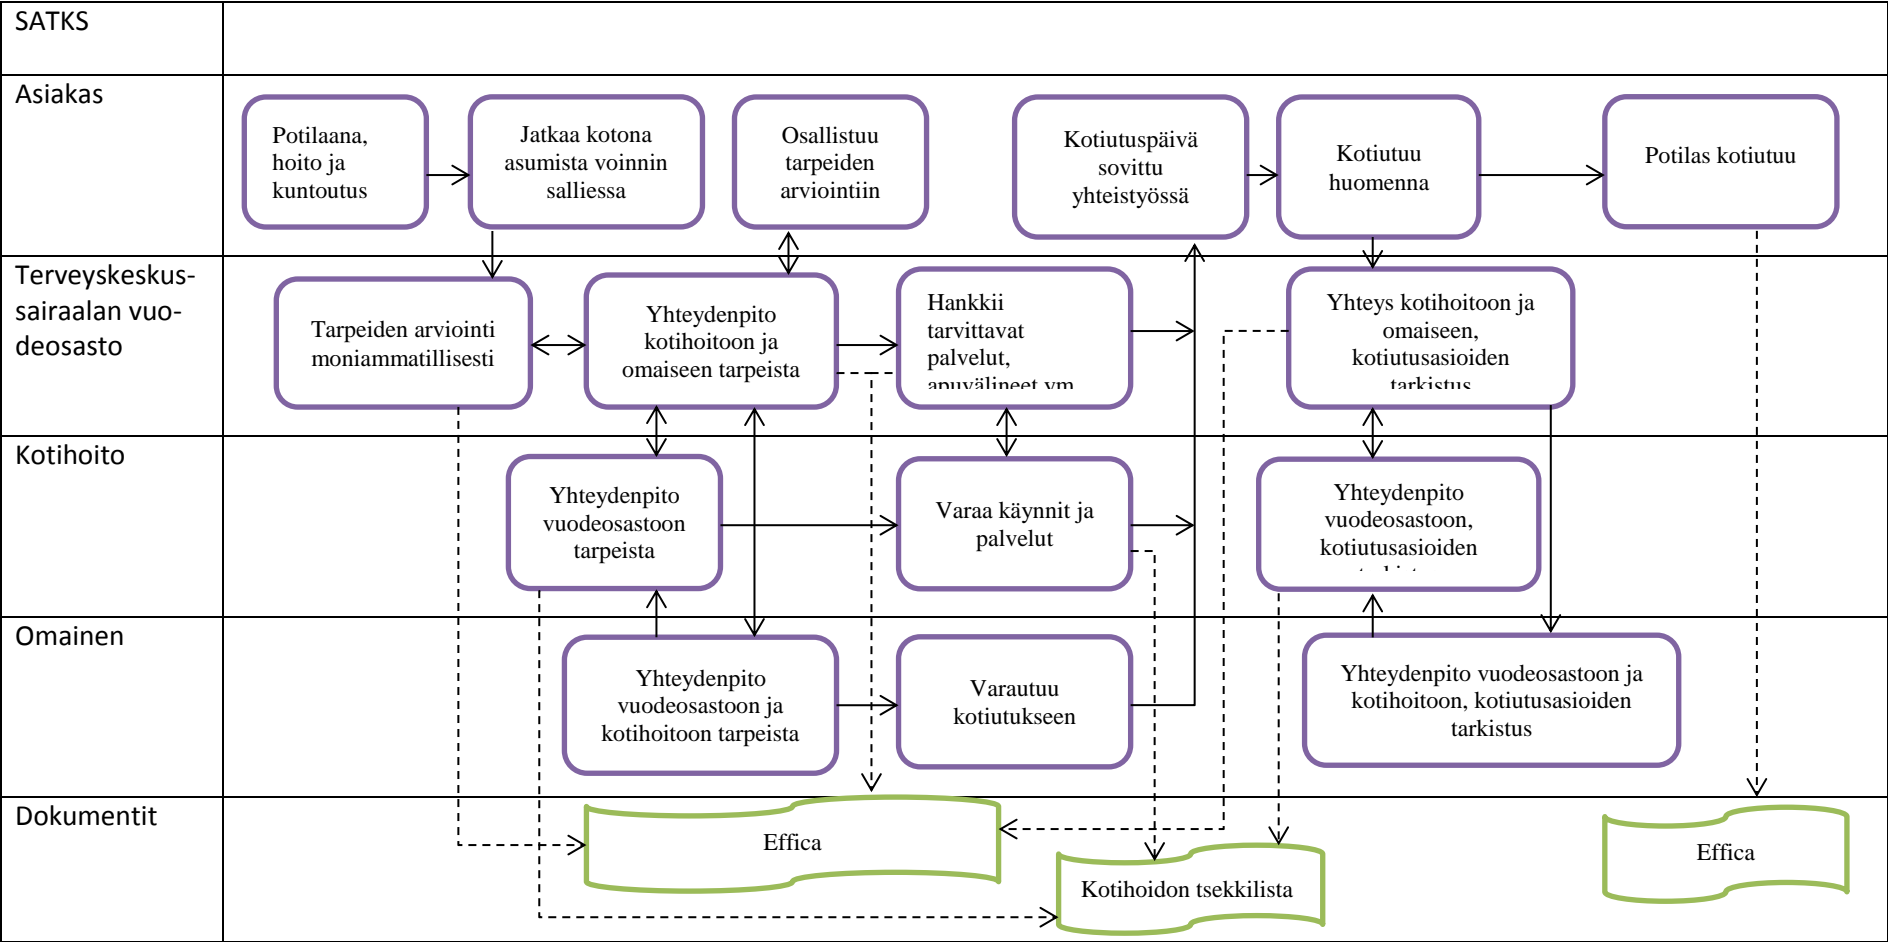 SATKS
Asiakas
Potilaana,
hoito ja
kuntoutus
Jatkaa kotona
asumista voinnin
salliessa
Osallistuu
tarpeiden
arviointiin
Kotiutuspäivä
sovittu
yhteistyössä
Kotiutuu
huomenna
Potilas kotiutuu
Terveyskeskus-
sairaalan vuo-
deosasto
Tarpeiden arviointi
moniammatillisesti
Yhteydenpito
kotihoitoon ja
omaiseen tarpeista
Hankkii
tarvittavat
palvelut,
apuvälineet ym
Yhteys kotihoitoon ja
omaiseen,
kotiutusasioiden
tarkistus
Kotihoito
Yhteydenpito
vuodeosastoon
tarpeista
Varaa käynnit ja
palvelut
Yhteydenpito
vuodeosastoon,
kotiutusasioiden
Omainen
Yhteydenpito
vuodeosastoon ja
kotihoitoon tarpeista
Varautuu
kotiutukseen
Yhteydenpito vuodeosastoon ja
kotihoitoon, kotiutusasioiden
tarkistus
Dokumentit
Effica
Kotihoidon tsekkilista
Effica